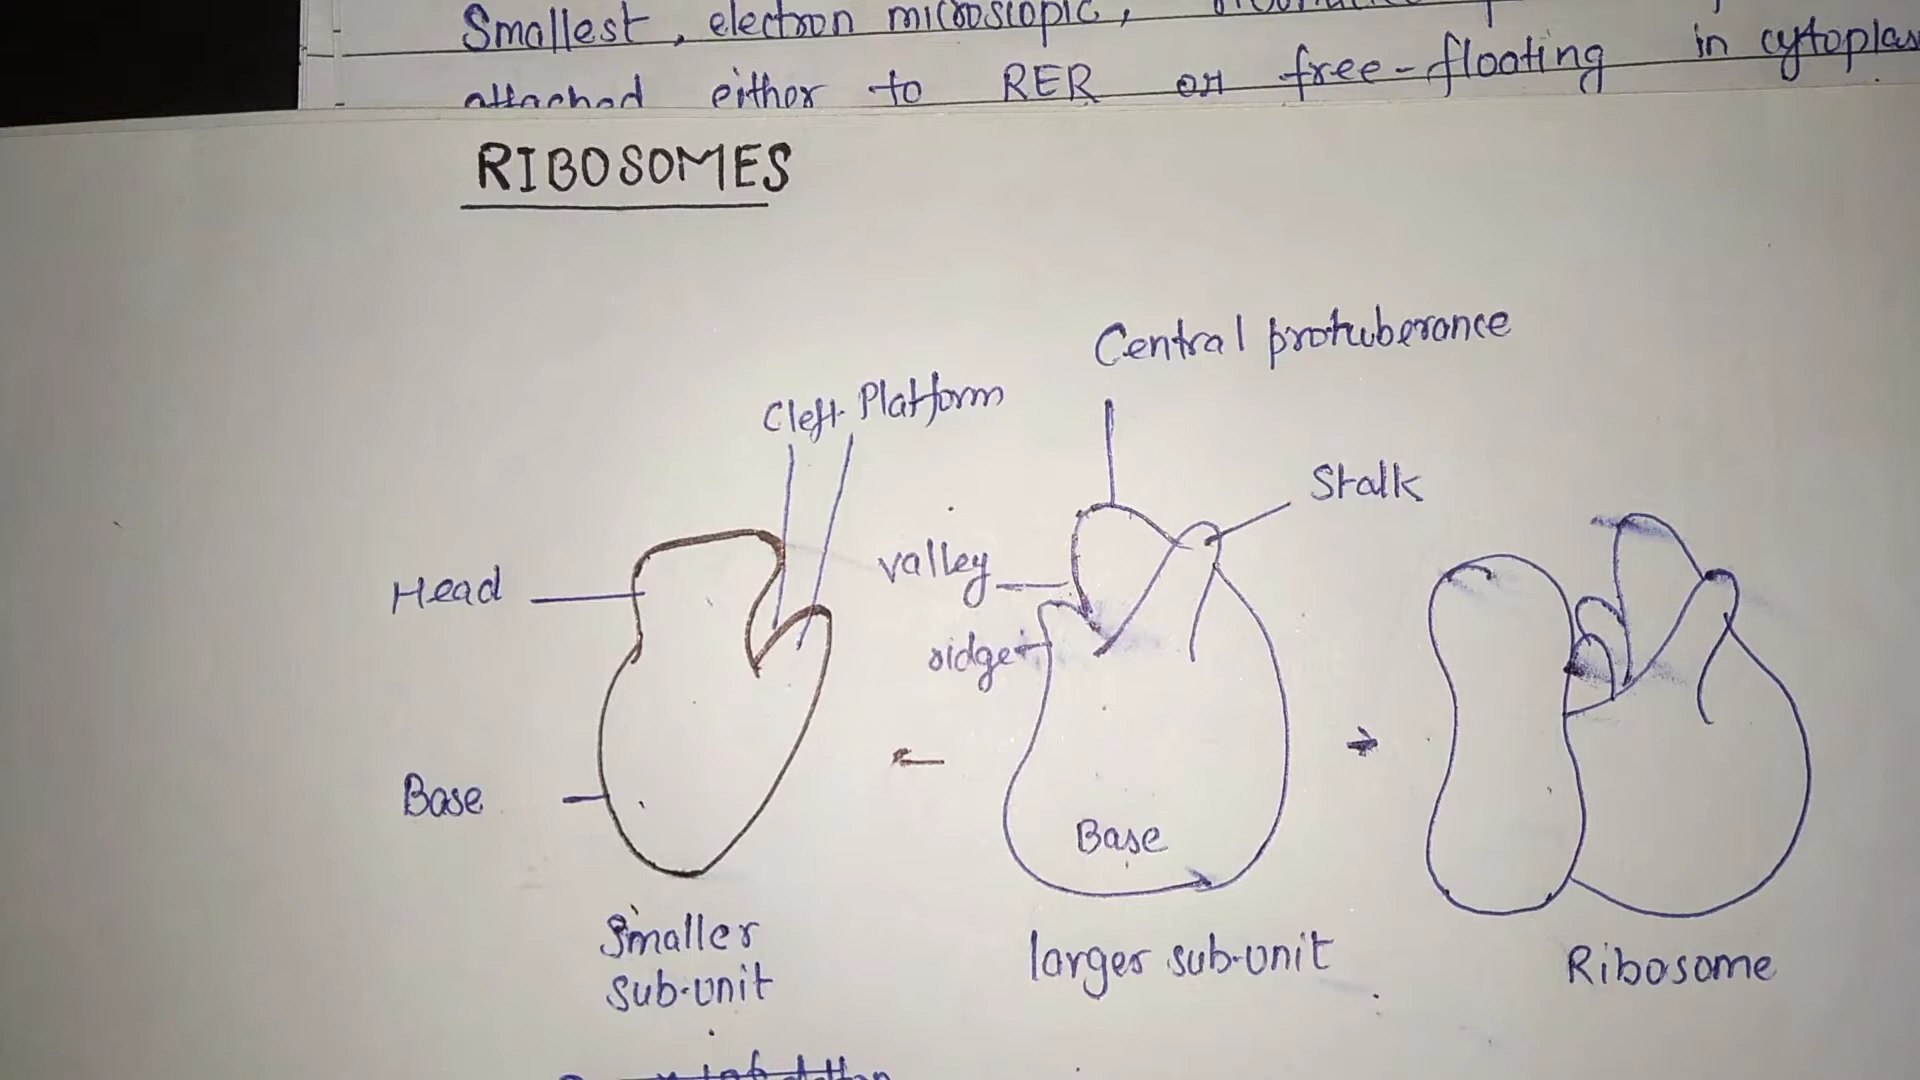 Smallest, electron microscopic,
attached either to RER or free-floating in
RIBOSOMES
Central protuberance
Cleft Platform
Stalk
valley
Head
ridge
Base
Base
Smaller
sub-unit
larger sub-unit
Ribosome